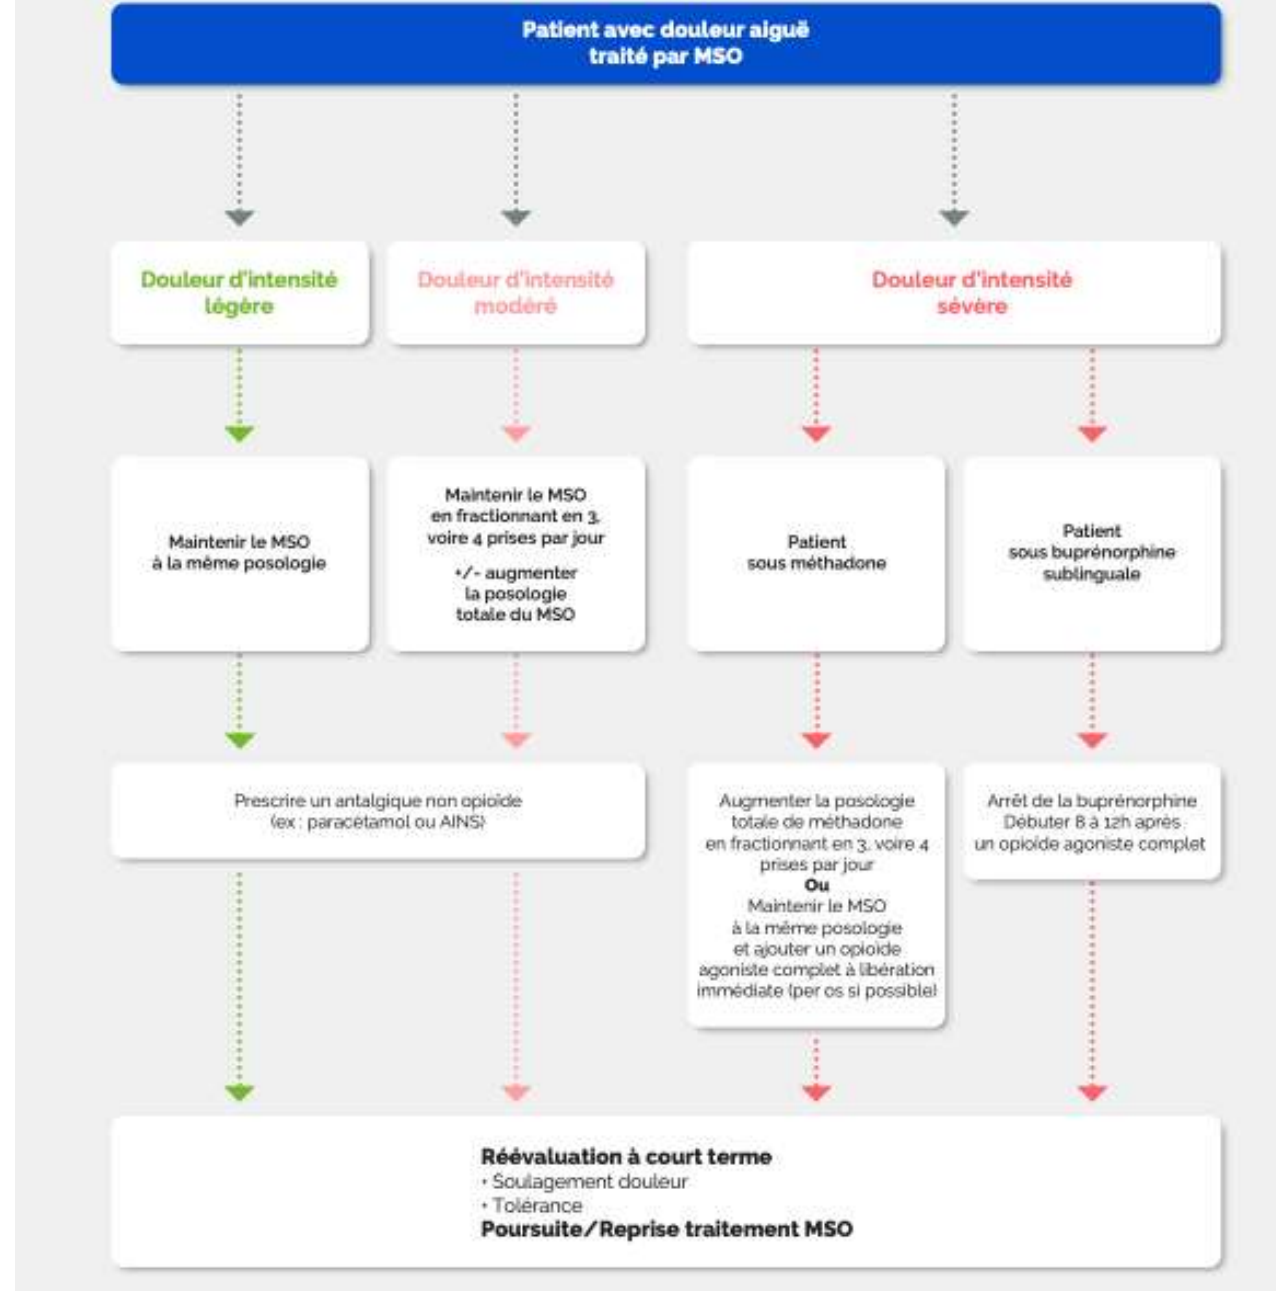 Patient avec douleur aiguë
traité par MSO
Douleur d'intensité
légère
Douleur d'intensité
modéré
Douleur d'intensité
sévère
Maintenir le MSO
à la même posologie
Maintenir le MSO
en fractionnant en 3,
voire 4 prises par jour
+/- augmenter
la posologie
totale du MSO
Patient
sous méthadone
Patient
sous buprénorphine
sublinguale
Prescrire un antalgique non opioïde
(ex : paracétamol ou AINS)
Augmenter la posologie
totale de méthadone
en fractionnant en 3, voire 4
prises par jour
Ou
Maintenir le MSO
à la même posologie
et ajouter un opioïde
agoniste complet à libération
immédiate (per os si possible)
Arrêt de la buprénorphine
Débuter 8 à 12h après
un opioïde agoniste complet
Réévaluation à court terme
• Soulagement douleur
• Tolérance
Poursuite/Reprise traitement MSO